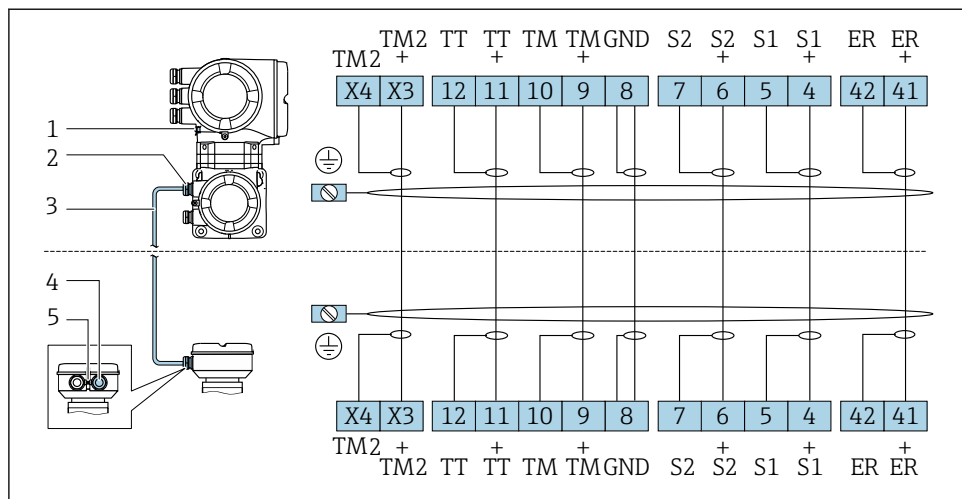 TM2 TT TT TM TM GND S2 S2 S1 S1 ER ER
TM2 + + + + + +
X4 X3 12 11 10 9 8 7 6 5 4 42 41
1
2
3
4
5
X4 X3 12 11 10 9 8 7 6 5 4 42 41
TM2 + + + + + +
TM2 TT TT TM TM GND S2 S2 S1 S1 ER ER